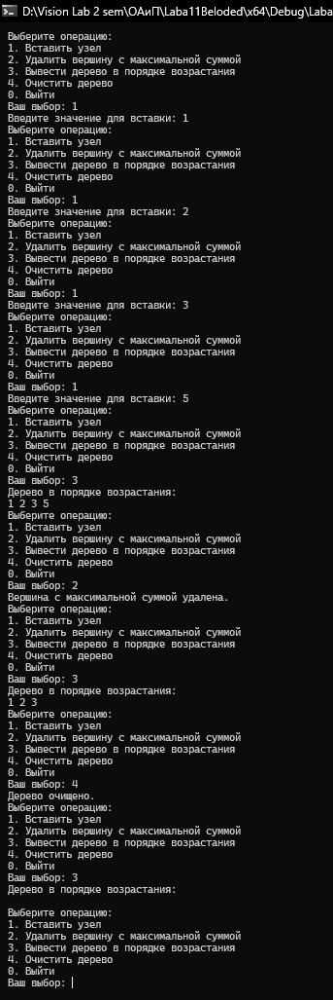 D:\Vision Lab 2 sem\ОАиП\Laba11Beloded\x64\Debug\Laba
Выберите операцию:
1. Вставить узел
2. Удалить вершину с максимальной суммой
3. Вывести дерево в порядке возрастания
4. Очистить дерево
0. Выйти
Ваш выбор: 1
Введите значение для вставки: 1
Выберите операцию:
1. Вставить узел
2. Удалить вершину с максимальной суммой
3. Вывести дерево в порядке возрастания
4. Очистить дерево
0. Выйти
Ваш выбор: 1
Введите значение для вставки: 2
Выберите операцию:
1. Вставить узел
2. Удалить вершину с максимальной суммой
3. Вывести дерево в порядке возрастания
4. Очистить дерево
0. Выйти
Ваш выбор: 1
Введите значение для вставки: 3
Выберите операцию:
1. Вставить узел
2. Удалить вершину с максимальной суммой
3. Вывести дерево в порядке возрастания
4. Очистить дерево
0. Выйти
Ваш выбор: 1
Введите значение для вставки: 5
Выберите операцию:
1. Вставить узел
2. Удалить вершину с максимальной суммой
3. Вывести дерево в порядке возрастания
4. Очистить дерево
0. Выйти
Ваш выбор: 3
Дерево в порядке возрастания:
1 2 3 5
Выберите операцию:
1. Вставить узел
2. Удалить вершину с максимальной суммой
3. Вывести дерево в порядке возрастания
4. Очистить дерево
0. Выйти
Ваш выбор: 2
Вершина с максимальной суммой удалена.
Выберите операцию:
1. Вставить узел
2. Удалить вершину с максимальной суммой
3. Вывести дерево в порядке возрастания
4. Очистить дерево
0. Выйти
Ваш выбор: 3
Дерево в порядке возрастания:
1 2 3
Выберите операцию:
1. Вставить узел
2. Удалить вершину с максимальной суммой
3. Вывести дерево в порядке возрастания
4. Очистить дерево
0. Выйти
Ваш выбор: 4
Дерево очищено.
Выберите операцию:
1. Вставить узел
2. Удалить вершину с максимальной суммой
3. Вывести дерево в порядке возрастания
4. Очистить дерево
0. Выйти
Ваш выбор: 3
Дерево в порядке возрастания:

Выберите операцию:
1. Вставить узел
2. Удалить вершину с максимальной суммой
3. Вывести дерево в порядке возрастания
4. Очистить дерево
0. Выйти
Ваш выбор: